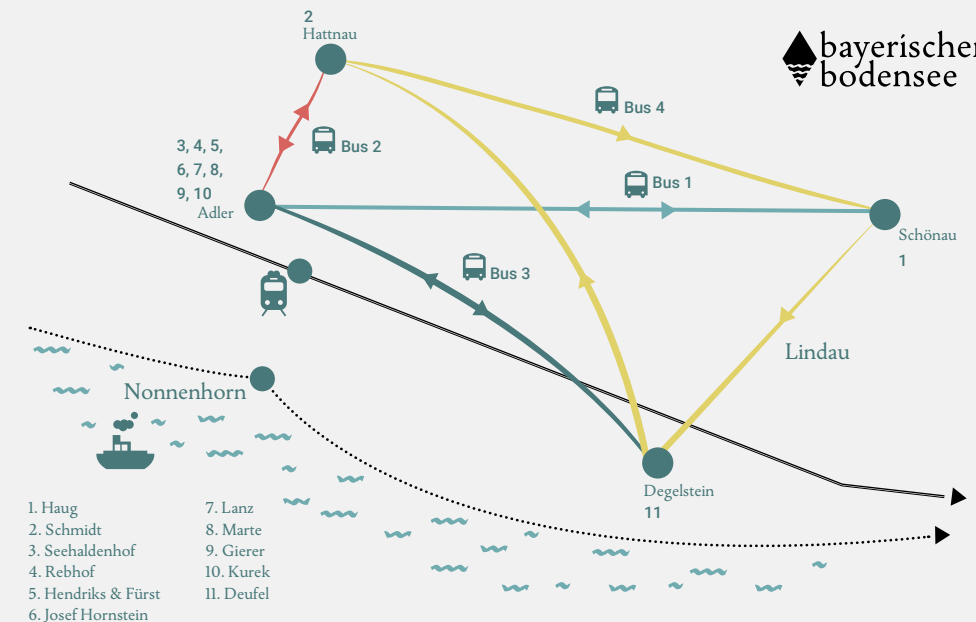 2
Hattnau
bayerischer
bodensee
Bus 4
3, 4, 5,
6, 7, 8,
9, 10
Adler
Bus 2
Bus 1
Schönau
1
Bus 3
Lindau
Nonnenhorn
Degelstein
11
1. Haug
2. Schmidt
3. Seehaldenhof
4. Rebhof
5. Hendriks & Fürst
6. Josef Hornstein
7. Lanz
8. Marte
9. Gierer
10. Kurek
11. Deufel